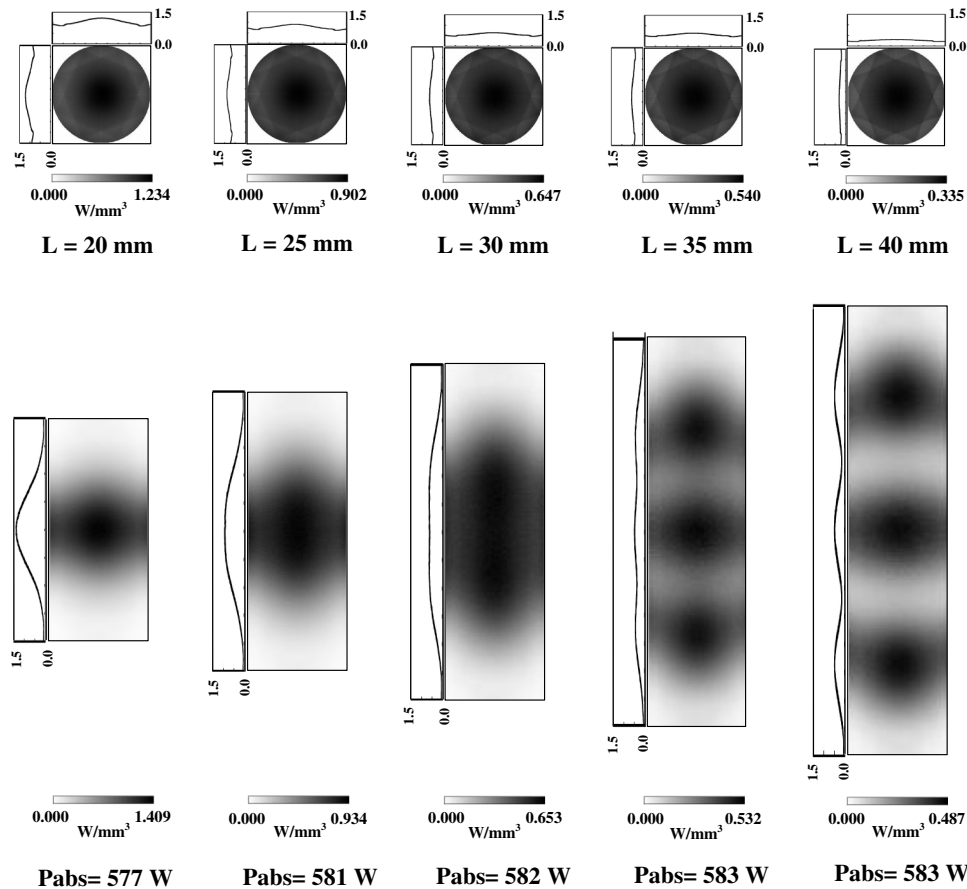 1.5 1.5 1.5 1.5 1.5
0.0 0.0 0.0 0.0 0.0
1.5 0.0 1.5 0.0 1.5 0.0 1.5 0.0 1.5 0.0
0.000 1.234 0.000 0.902 0.000 0.647 0.000 0.540 0.000 0.335
W/mm³ W/mm³ W/mm³ W/mm³ W/mm³
L = 20 mm L = 25 mm L = 30 mm L = 35 mm L = 40 mm
1.5 0.0 1.5 0.0 1.5 0.0 1.5 0.0 1.5 0.0
0.000 1.409 0.000 0.934 0.000 0.653 0.000 0.532 0.000 0.487
W/mm³ W/mm³ W/mm³ W/mm³ W/mm³
Pabs= 577 W Pabs= 581 W Pabs= 582 W Pabs= 583 W Pabs= 583 W